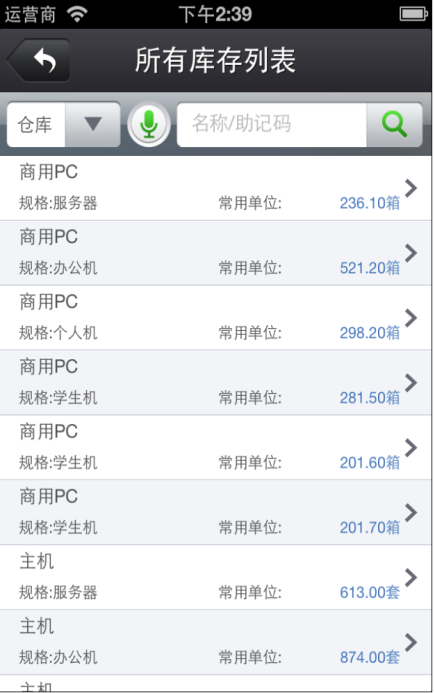 运营商 下午2:39
所有库存列表
仓库 名称/助记码
商用PC
规格:服务器 常用单位: 236.10箱
商用PC
规格:办公机 常用单位: 521.20箱
商用PC
规格:个人机 常用单位: 298.20箱
商用PC
规格:学生机 常用单位: 281.50箱
商用PC
规格:学生机 常用单位: 201.60箱
商用PC
规格:学生机 常用单位: 201.70箱
主机
规格:服务器 常用单位: 613.00套
主机
规格:办公机 常用单位: 874.00套
主机